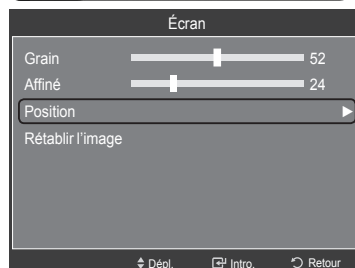 Écran
Grain 52
Affiné 24
Position
Rétablir l'image
Dépl. Intro. Retour